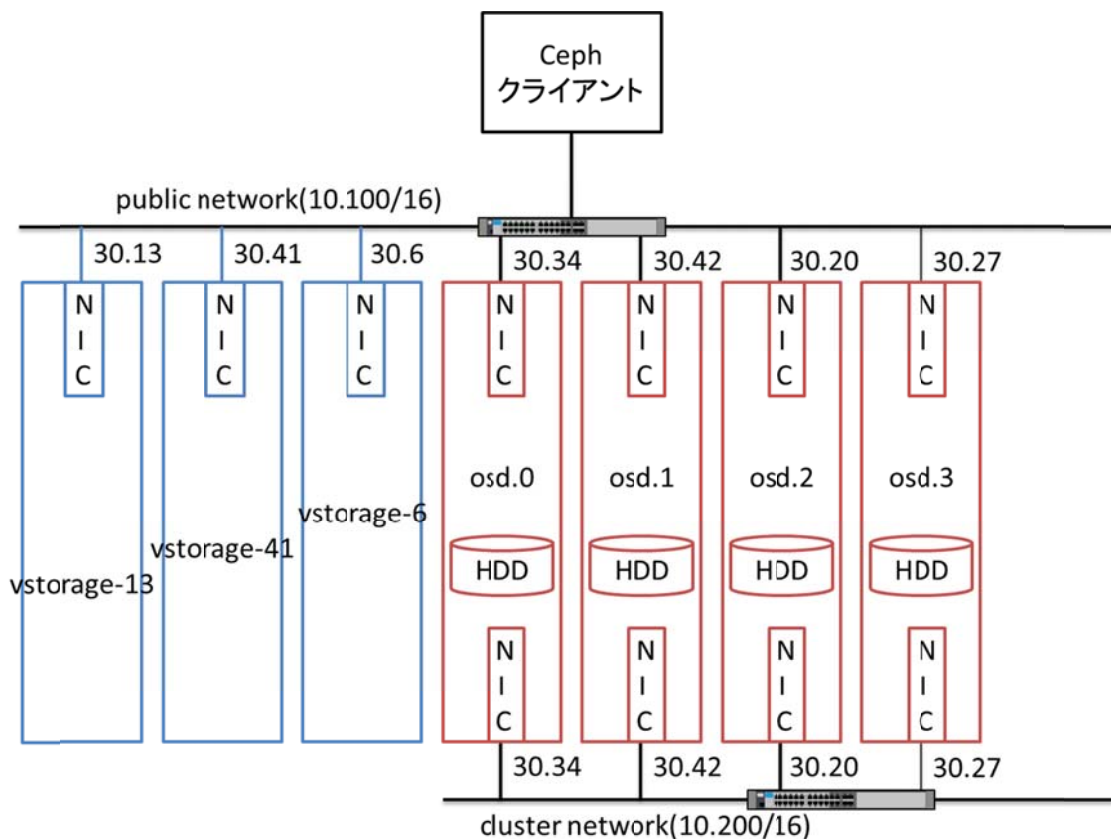 Ceph
クライアント
public network(10.100/16)
30.13
30.41
30.6
30.34
30.42
30.20
30.27
N
I
C
N
I
C
N
I
C
N
I
C
N
I
C
N
I
C
N
I
C
osd.0
osd.1
osd.2
osd.3
vstorage-6
vstorage-41
vstorage-13
HDD
HDD
HDD
HDD
N
I
C
N
I
C
N
I
C
N
I
C
30.34
30.42
30.20
30.27
cluster network(10.200/16)